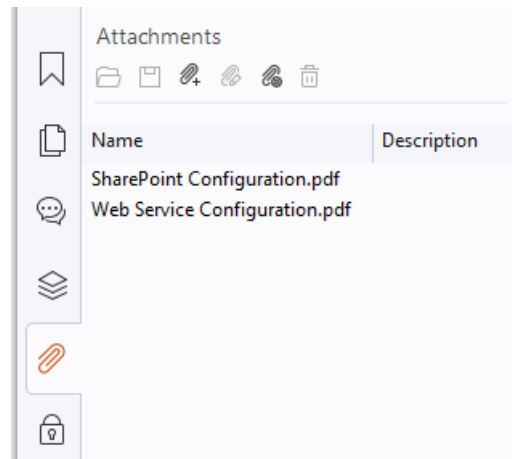 Attachments
Name Description
SharePoint Configuration.pdf
Web Service Configuration.pdf